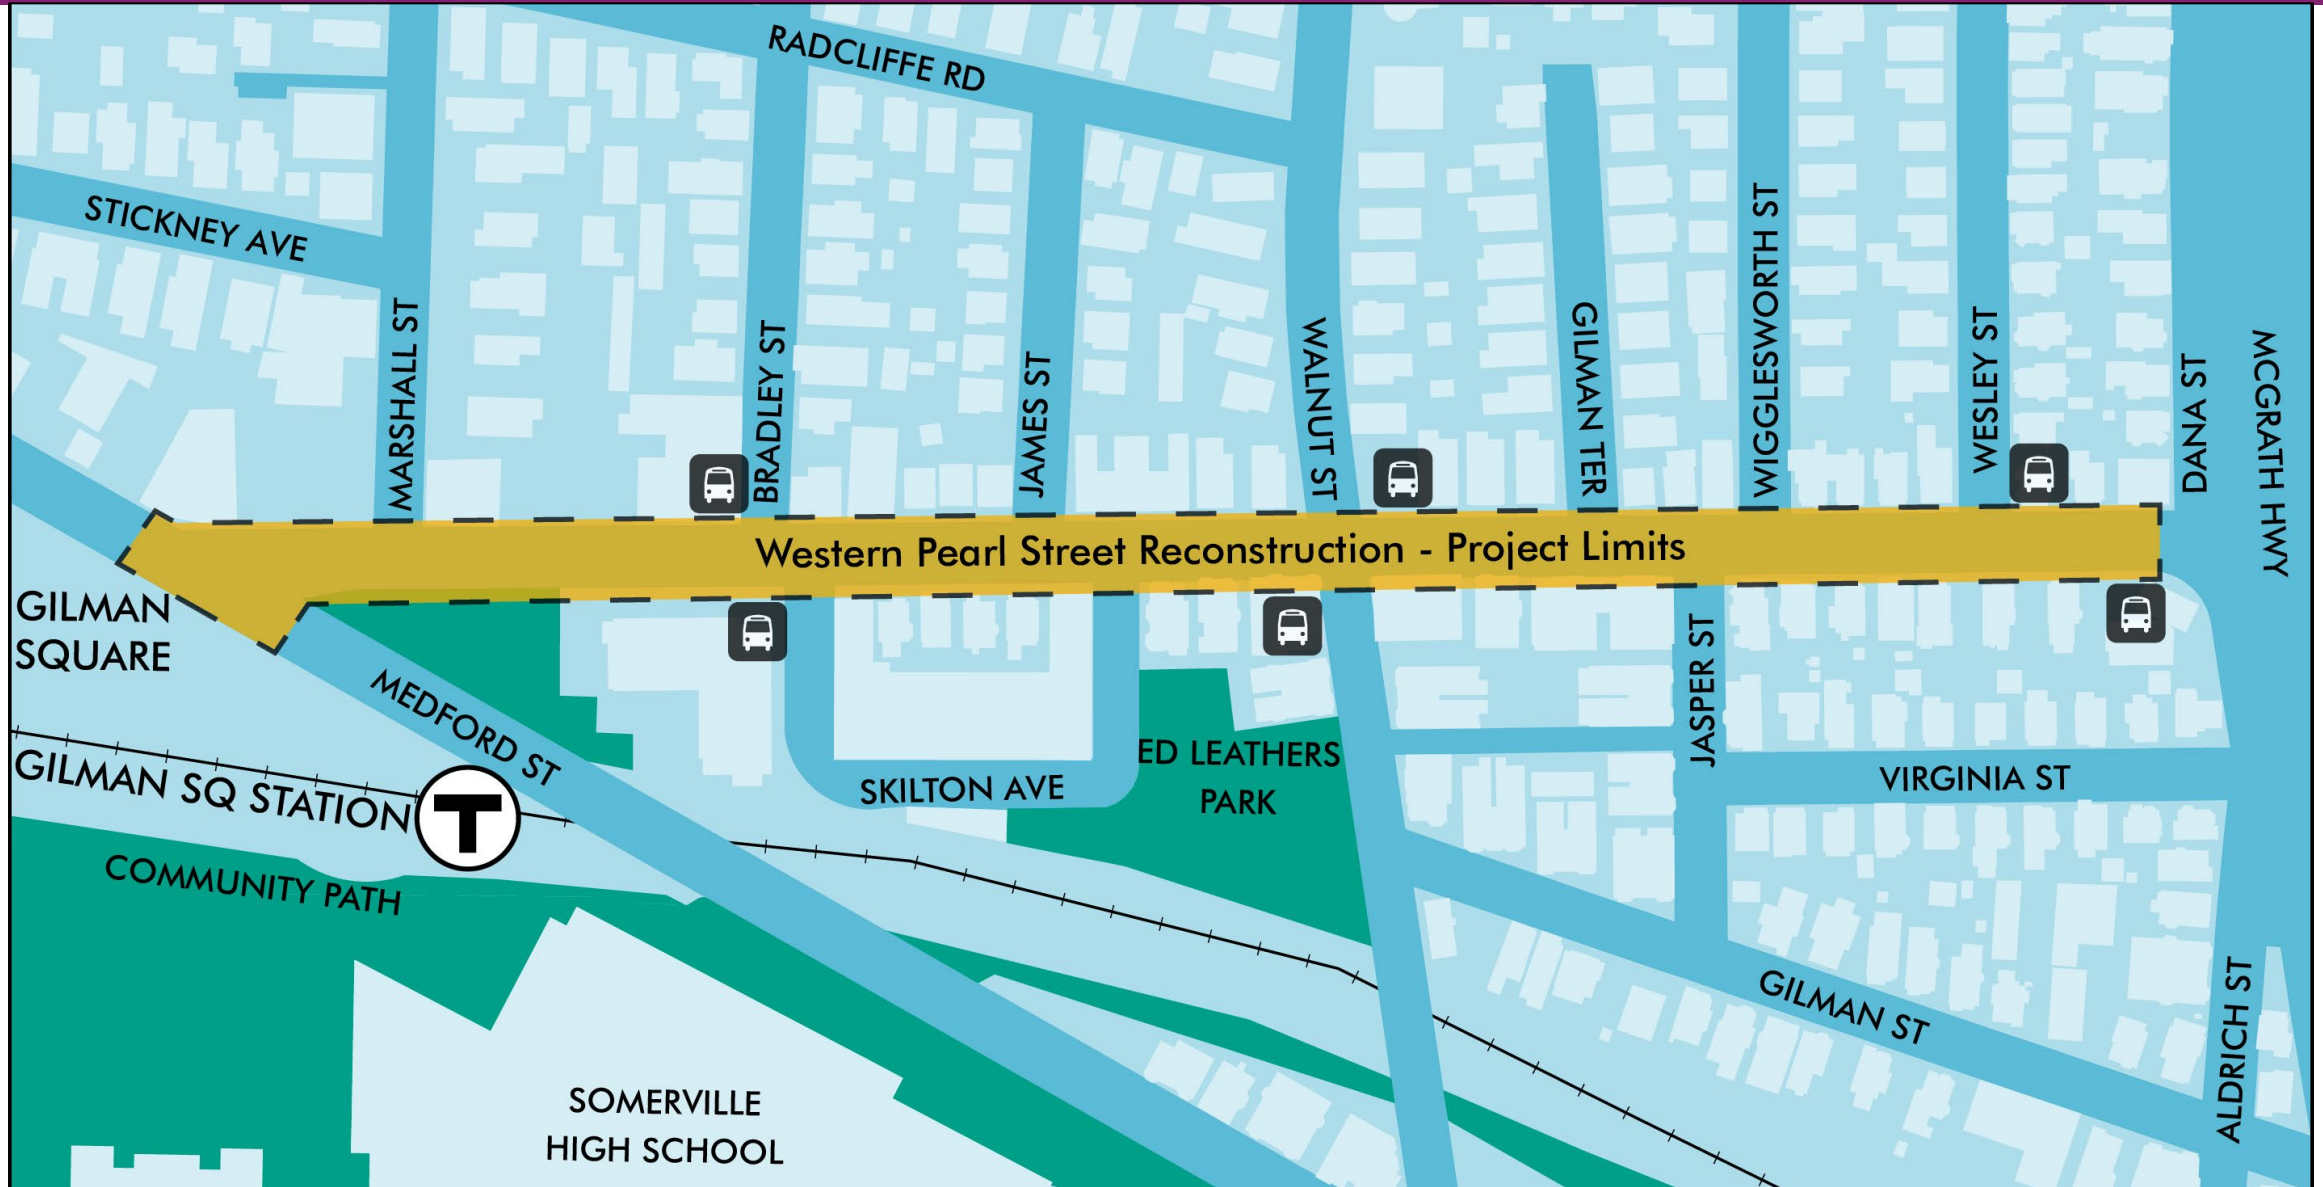 RADCLIFFE RD
STICKNEY AVE
MARSHALL ST
BRADLEY ST
JAMES ST
WALNUT ST
GILMAN TER
WIGGLESWORTH ST
WESLEY ST
DANA ST
MCGRATH HWY
Western Pearl Street Reconstruction - Project Limits
GILMAN
SQUARE
MEDFORD ST
GILMAN SQ STATION
T
COMMUNITY PATH
SKILTON AVE
ED LEATHERS
PARK
JASPER ST
VIRGINIA ST
GILMAN ST
ALDRICH ST
SOMERVILLE
HIGH SCHOOL